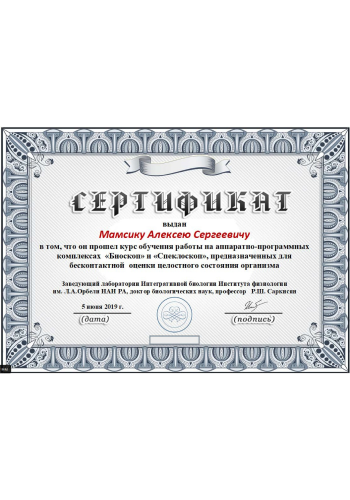 СЕРТИФИКАТ
выдан
Мамсику Алексею Сергеевичу
в том, что он прошел курс обучения работы на аппаратно-программных
комплексах «Биоскоп» и «Спеклоскоп», предназначенных для
бесконтактной оценки целостного состояния организма
Заведующий лаборатории Интегративной биологии Института физиологии
им. Л.А.Орбели НАН РА, доктор биологических наук, профессор Р.Ш. Саркисян
5 июня 2019 г.
(дата) (подпись)